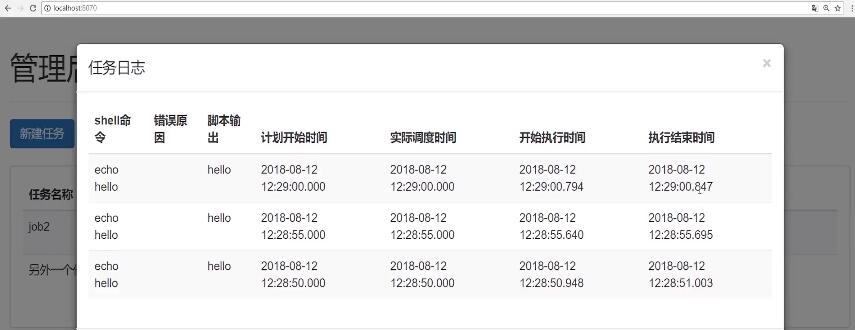 localhost:8070
管理后
任务日志
×
新建任务
shell命令 错误原因 脚本输出 计划开始时间 实际调度时间 开始执行时间 执行结束时间
任务名称
echo hello 2018-08-12 2018-08-12 2018-08-12 2018-08-12
hello 12:29:00.000 12:29:00.000 12:29:00.794 12:29:00.847
job2
echo hello 2018-08-12 2018-08-12 2018-08-12 2018-08-12
hello 12:28:55.000 12:28:55.000 12:28:55.640 12:28:55.695
另外一个
echo hello 2018-08-12 2018-08-12 2018-08-12 2018-08-12
hello 12:28:50.000 12:28:50.000 12:28:50.948 12:28:51.003